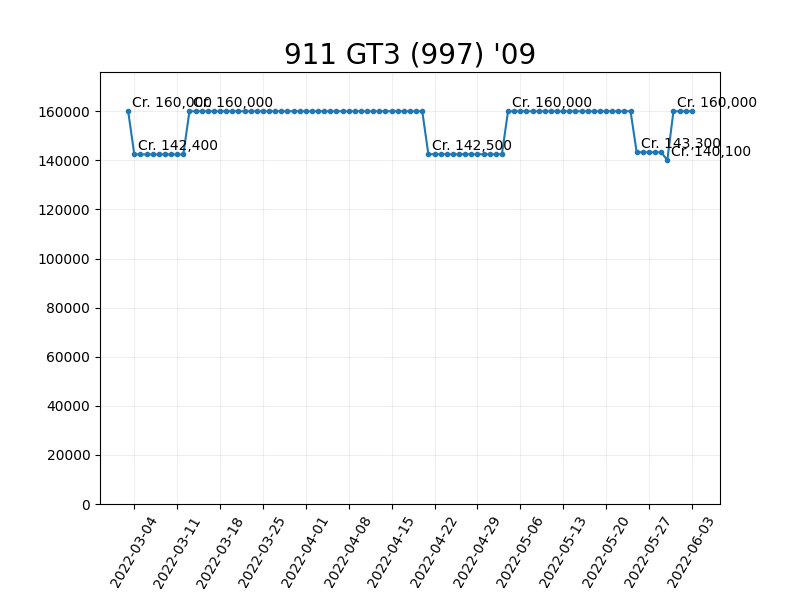 911 GT3 (997) '09
160000
140000
120000
100000
80000
60000
40000
20000
0
Cr. 160,000
Cr. 142,400
Cr. 160,000
Cr. 142,500
Cr. 160,000
Cr. 143,300
Cr. 140,100
Cr. 160,000
2022-03-04
2022-03-11
2022-03-18
2022-03-25
2022-04-01
2022-04-08
2022-04-15
2022-04-22
2022-04-29
2022-05-06
2022-05-13
2022-05-20
2022-05-27
2022-06-03